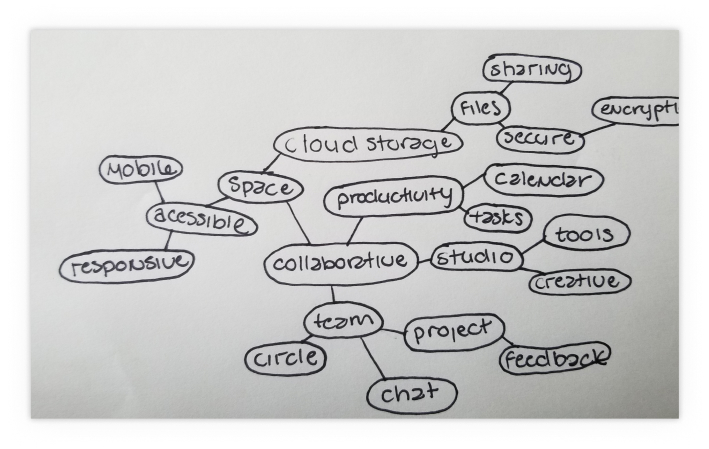 sharing
files
encrypti
secure
cloud storage
mobile
space
acessible
responsive
productivity
calendar
tasks
collaborative
studio
tools
creative
team
project
circle
feedback
chat